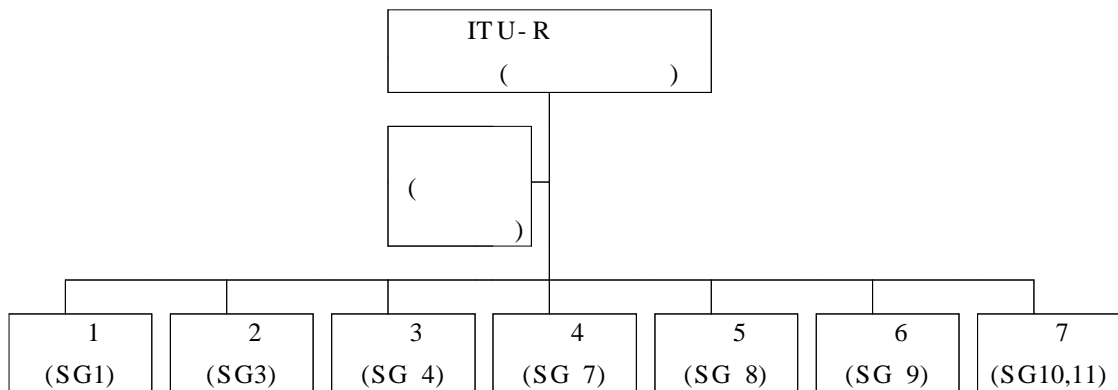 ITU-R
( )
(
)
1
(SG1)
2
(SG3)
3
(SG 4)
4
(SG 7)
5
(SG 8)
6
(SG 9)
7
(SG10,11)